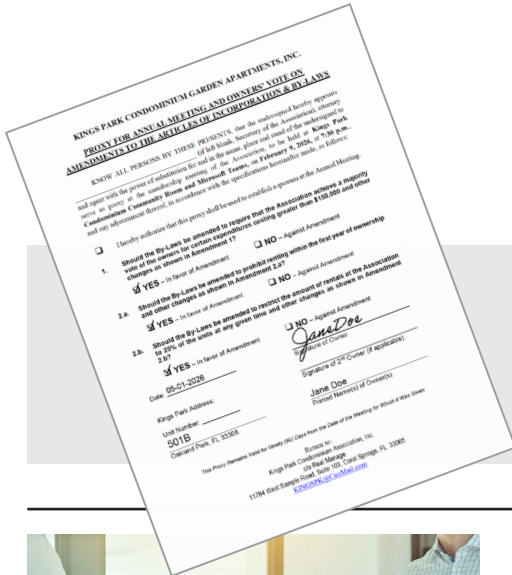 KINGS PARK CONDOMINIUM GARDEN APARTMENTS, INC.
PROXY FOR ANNUAL MEETING AND OWNERS' VOTE ON
AMENDMENTS TO THE ARTICLES OF INCORPORATION & BY-LAWS
KNOW ALL PERSONS BY THESE PRESENTS, that the undersigned hereby appoints
(if left blank, Secretary of the Association), attorney
and agent with the power of substitution for and in the name, place and stead of the undersigned to
serve as proxy at the membership meeting of the Association, to be held at Kings Park
Condominium Community Room and Microsoft Teams, on February 9, 2026, at 7:30 p.m.
and any adjournment thereof, in accordance with the specifications hereinafter made, as follows:
❑ I hereby authorize that this proxy shall be used to establish a quorum at the Annual Meeting.
1. Should the By-Laws be amended to require that the Association achieve a majority
vote of the owners for certain expenditures costing greater than $150,000 and other
changes as shown in Amendment 1?
☑ YES – In favor of Amendment ❑ NO – Against Amendment
2.a. Should the By-Laws be amended to prohibit renting within the first year of ownership
and other changes as shown in Amendment 2.a?
☑ YES – In favor of Amendment ❑ NO – Against Amendment
2.b. Should the By-Laws be amended to restrict the amount of rentals at the Association
to 25% of the units at any given time and other changes as shown in Amendment
2.b?
☑ YES – In favor of Amendment ❑ NO – Against Amendment
Date: 05-01-2026
Jane Doe
Signature of Owner
Signature of 2nd Owner (if applicable)
Kings Park Address:
Jane Doe
Printed Name(s) of Owner(s)
Unit Number:
501B
Oakland Park, FL 33309
This Proxy Remains Valid for Ninety (90) Days from the Date of the Meeting for Which it Was Given
Return to:
Kings Park Condominium Association, Inc.
c/o Real Manage
11784 West Sample Road, Suite 103, Coral Springs, FL 33065
KINGSPK@CiraMail.com